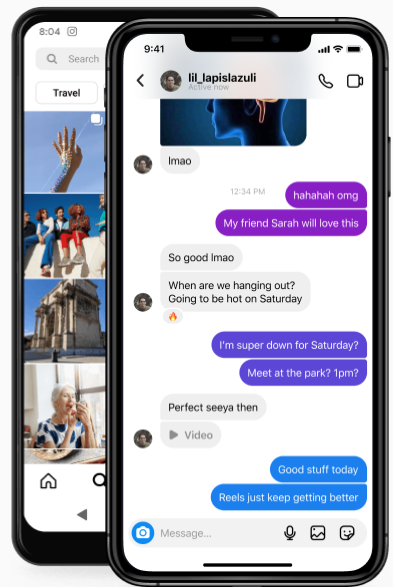 8:04
Search
Travel
9:41
lil_lapislazuli
Active now
lmao
12:34 PM
hahahah omg
My friend Sarah will love this
So good lmao
When are we hanging out?
Going to be hot on Saturday
I'm super down for Saturday?
Meet at the park? 1pm?
Perfect seeya then
Video
Good stuff today
Reels just keep getting better
Message...